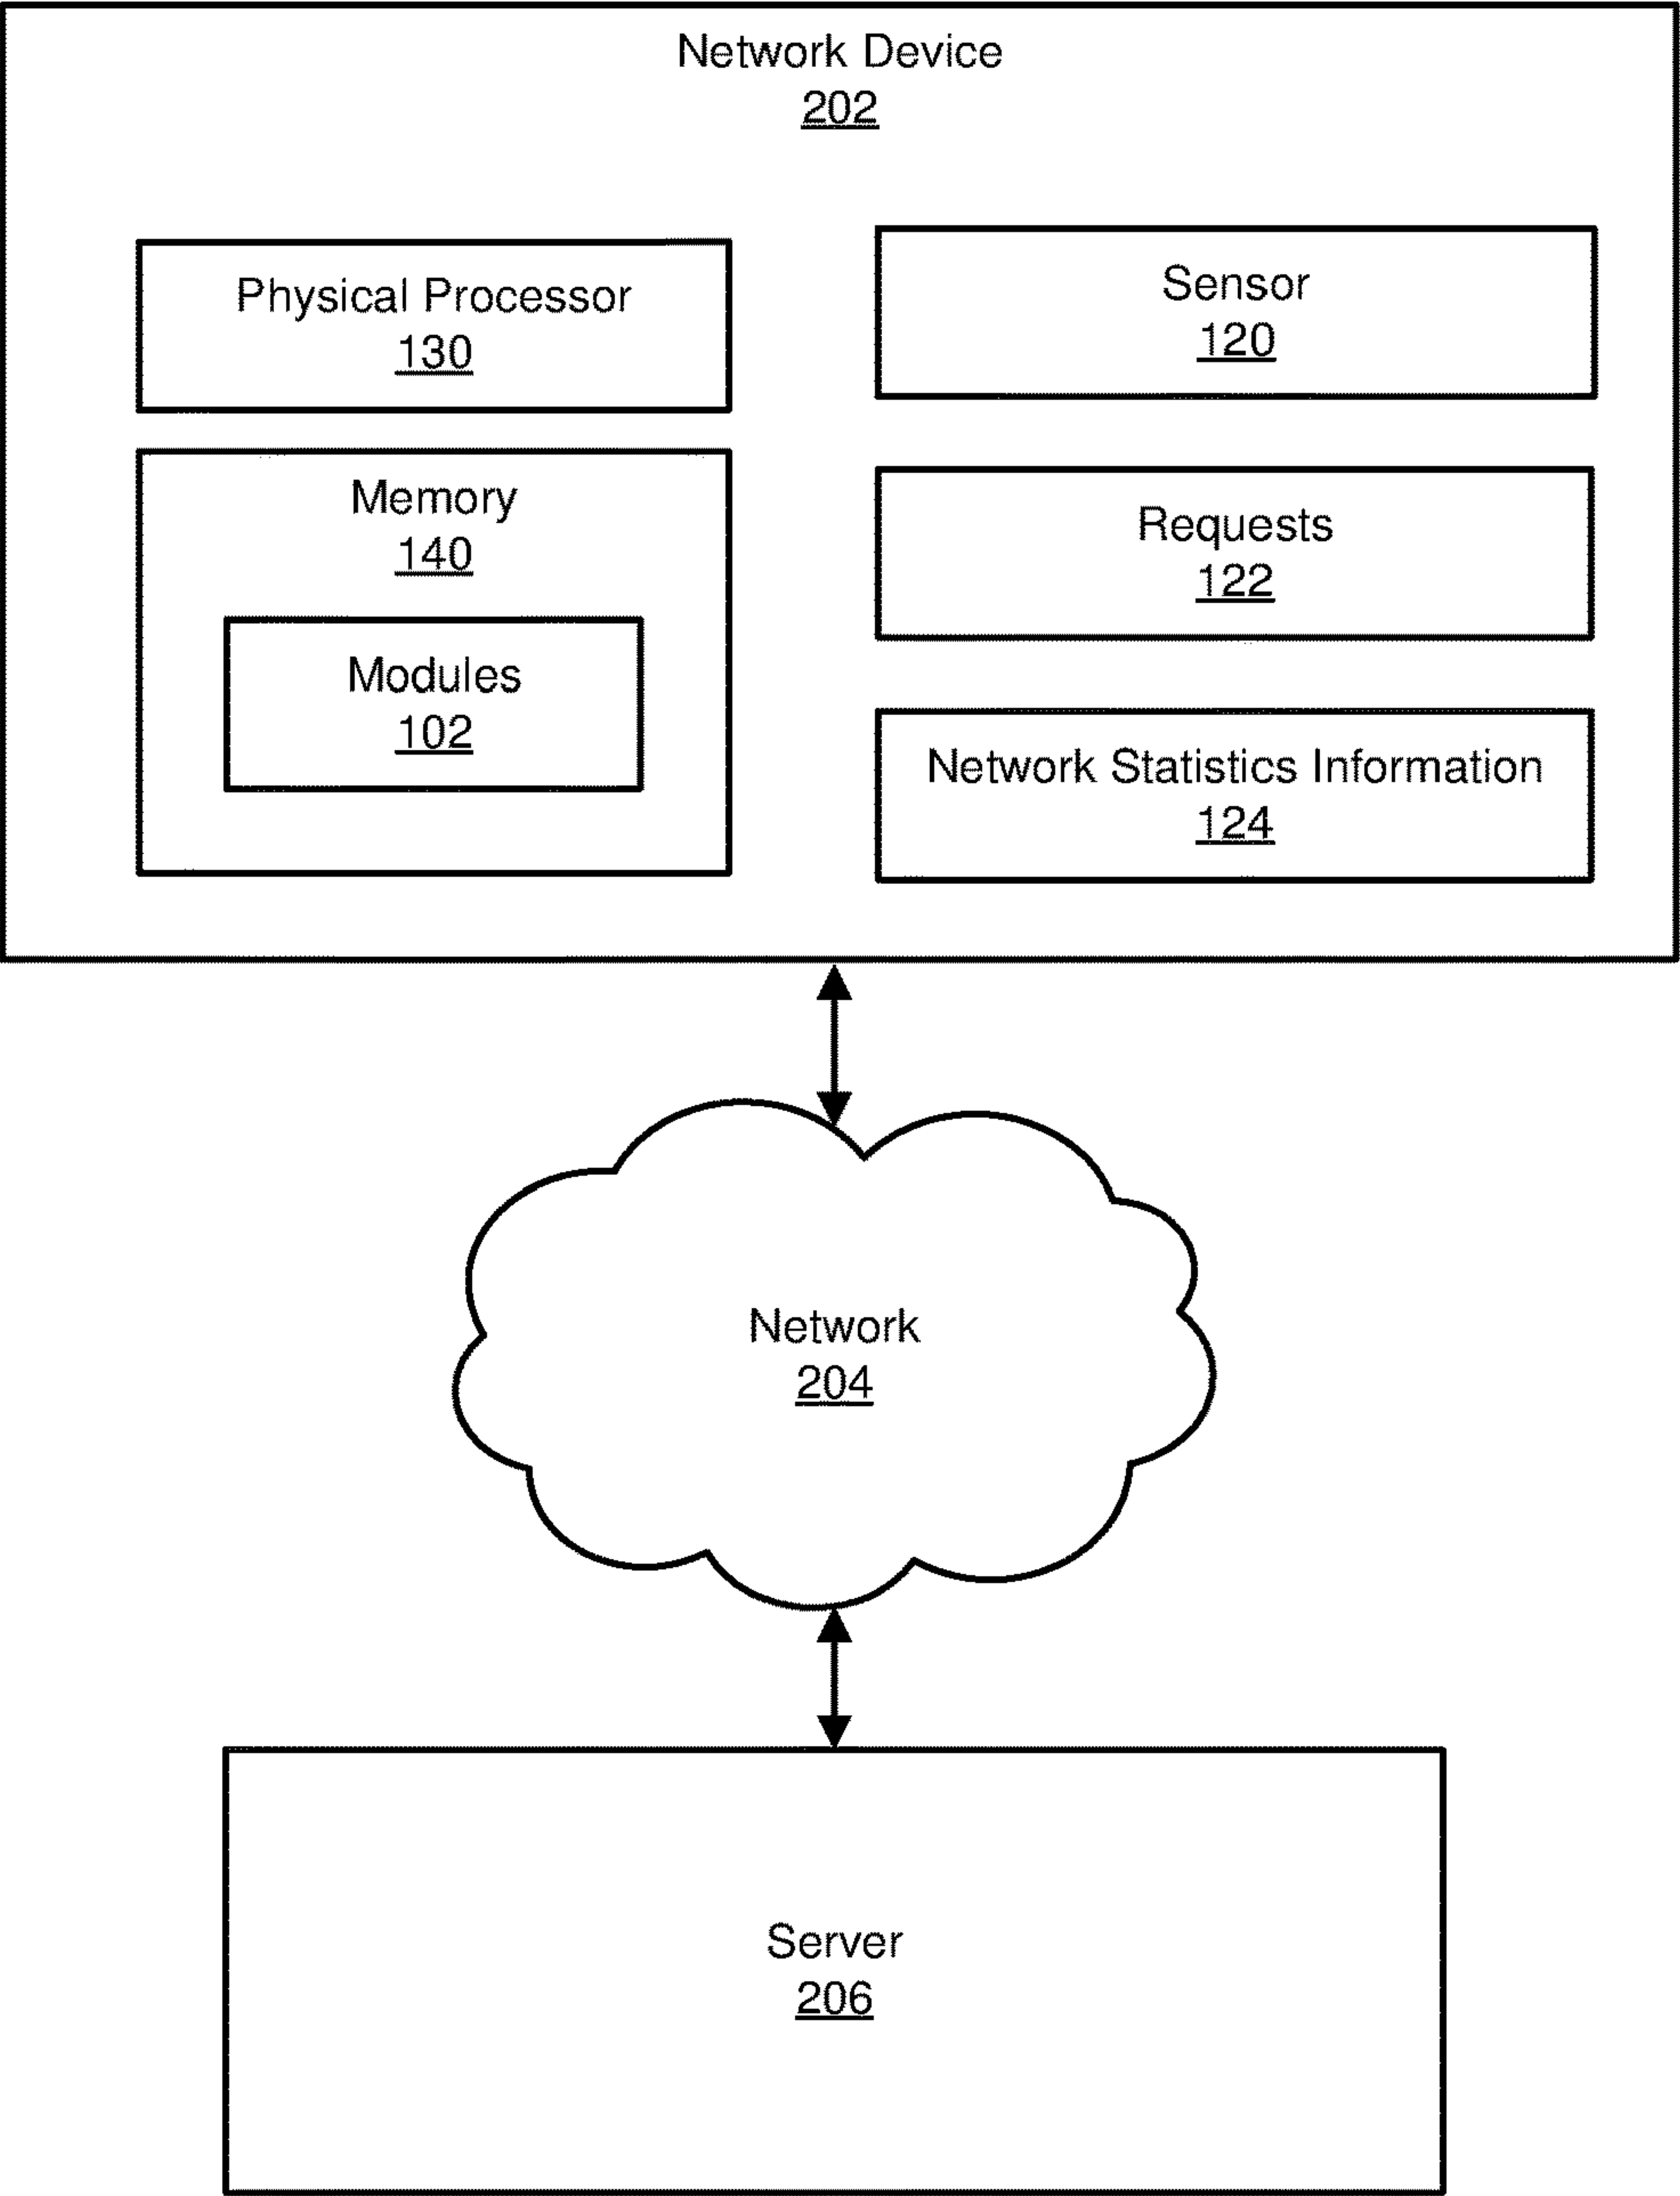 Network Device
202
Physical Processor
130
Memory
140
Modules
102
Sensor
120
Requests
122
Network Statistics Information
124
Network
204
Server
206